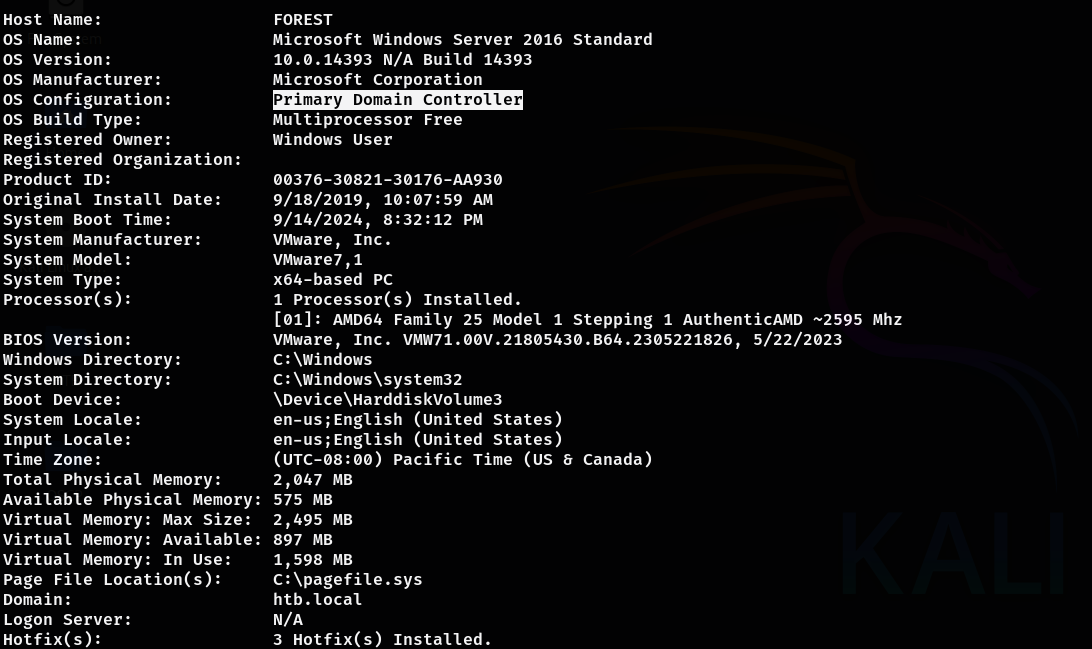 Host Name:                 FOREST
OS Name:                   Microsoft Windows Server 2016 Standard
OS Version:                10.0.14393 N/A Build 14393
OS Manufacturer:           Microsoft Corporation
OS Configuration:          Primary Domain Controller
OS Build Type:             Multiprocessor Free
Registered Owner:          Windows User
Registered Organization:
Product ID:                00376-30821-30176-AA930
Original Install Date:     9/18/2019, 10:07:59 AM
System Boot Time:          9/14/2024, 8:32:12 PM
System Manufacturer:       VMware, Inc.
System Model:              VMware7,1
System Type:               x64-based PC
Processor(s):              1 Processor(s) Installed.
                           [01]: AMD64 Family 25 Model 1 Stepping 1 AuthenticAMD ~2595 Mhz
BIOS Version:              VMware, Inc. VMW71.00V.21805430.B64.2305221826, 5/22/2023
Windows Directory:         C:\Windows
System Directory:          C:\Windows\system32
Boot Device:               \Device\HarddiskVolume3
System Locale:             en-us;English (United States)
Input Locale:              en-us;English (United States)
Time Zone:                 (UTC-08:00) Pacific Time (US & Canada)
Total Physical Memory:     2,047 MB
Available Physical Memory: 575 MB
Virtual Memory: Max Size:  2,495 MB
Virtual Memory: Available: 897 MB
Virtual Memory: In Use:    1,598 MB
Page File Location(s):     C:\pagefile.sys
Domain:                    htb.local
Logon Server:              N/A
Hotfix(s):                 3 Hotfix(s) Installed.
KALI